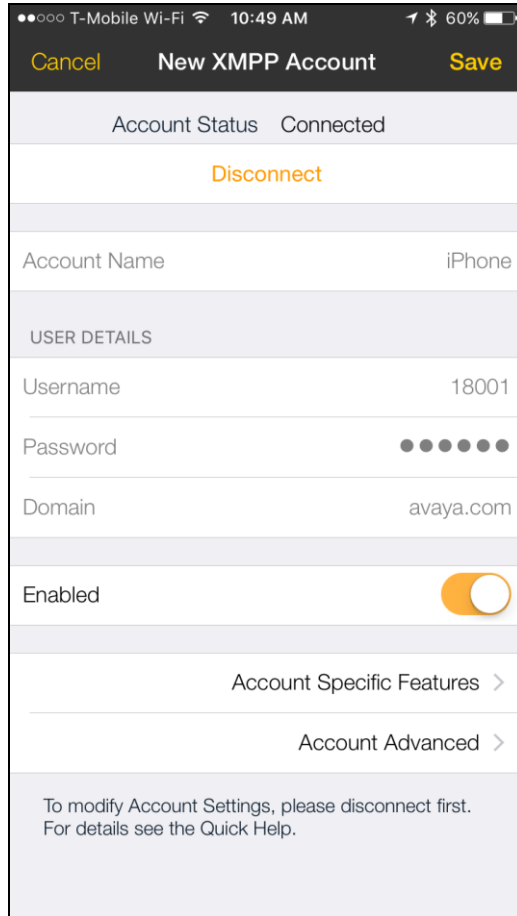 T-Mobile Wi-Fi 10:49 AM 60%
Cancel New XMPP Account Save
Account Status Connected
Disconnect
Account Name iPhone
USER DETAILS
Username 18001
Password ●●●●●●
Domain avaya.com
Enabled
Account Specific Features >
Account Advanced >
To modify Account Settings, please disconnect first.
For details see the Quick Help.